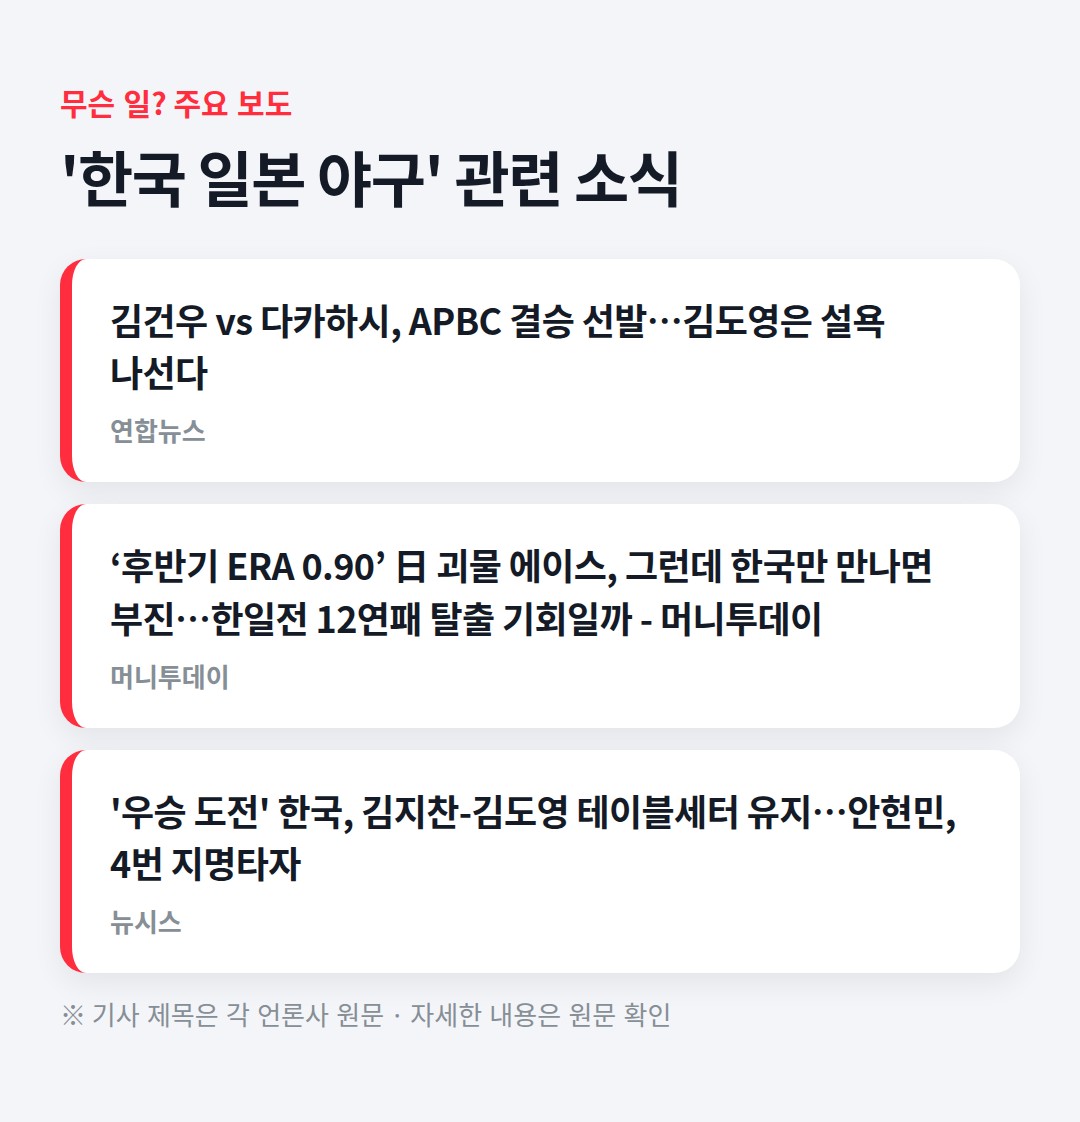 무슨 일? 주요 보도
'한국 일본 야구' 관련 소식
김건우 vs 다카하시, APBC 결승 선발…김도영은 설욕
나선다
연합뉴스
‘후반기 ERA 0.90’ 日 괴물 에이스, 그런데 한국만 만나면
부진…한일전 12연패 탈출 기회일까 - 머니투데이
머니투데이
'우승 도전' 한국, 김지찬-김도영 테이블세터 유지…안현민,
4번 지명타자
뉴시스
※ 기사 제목은 각 언론사 원문 · 자세한 내용은 원문 확인